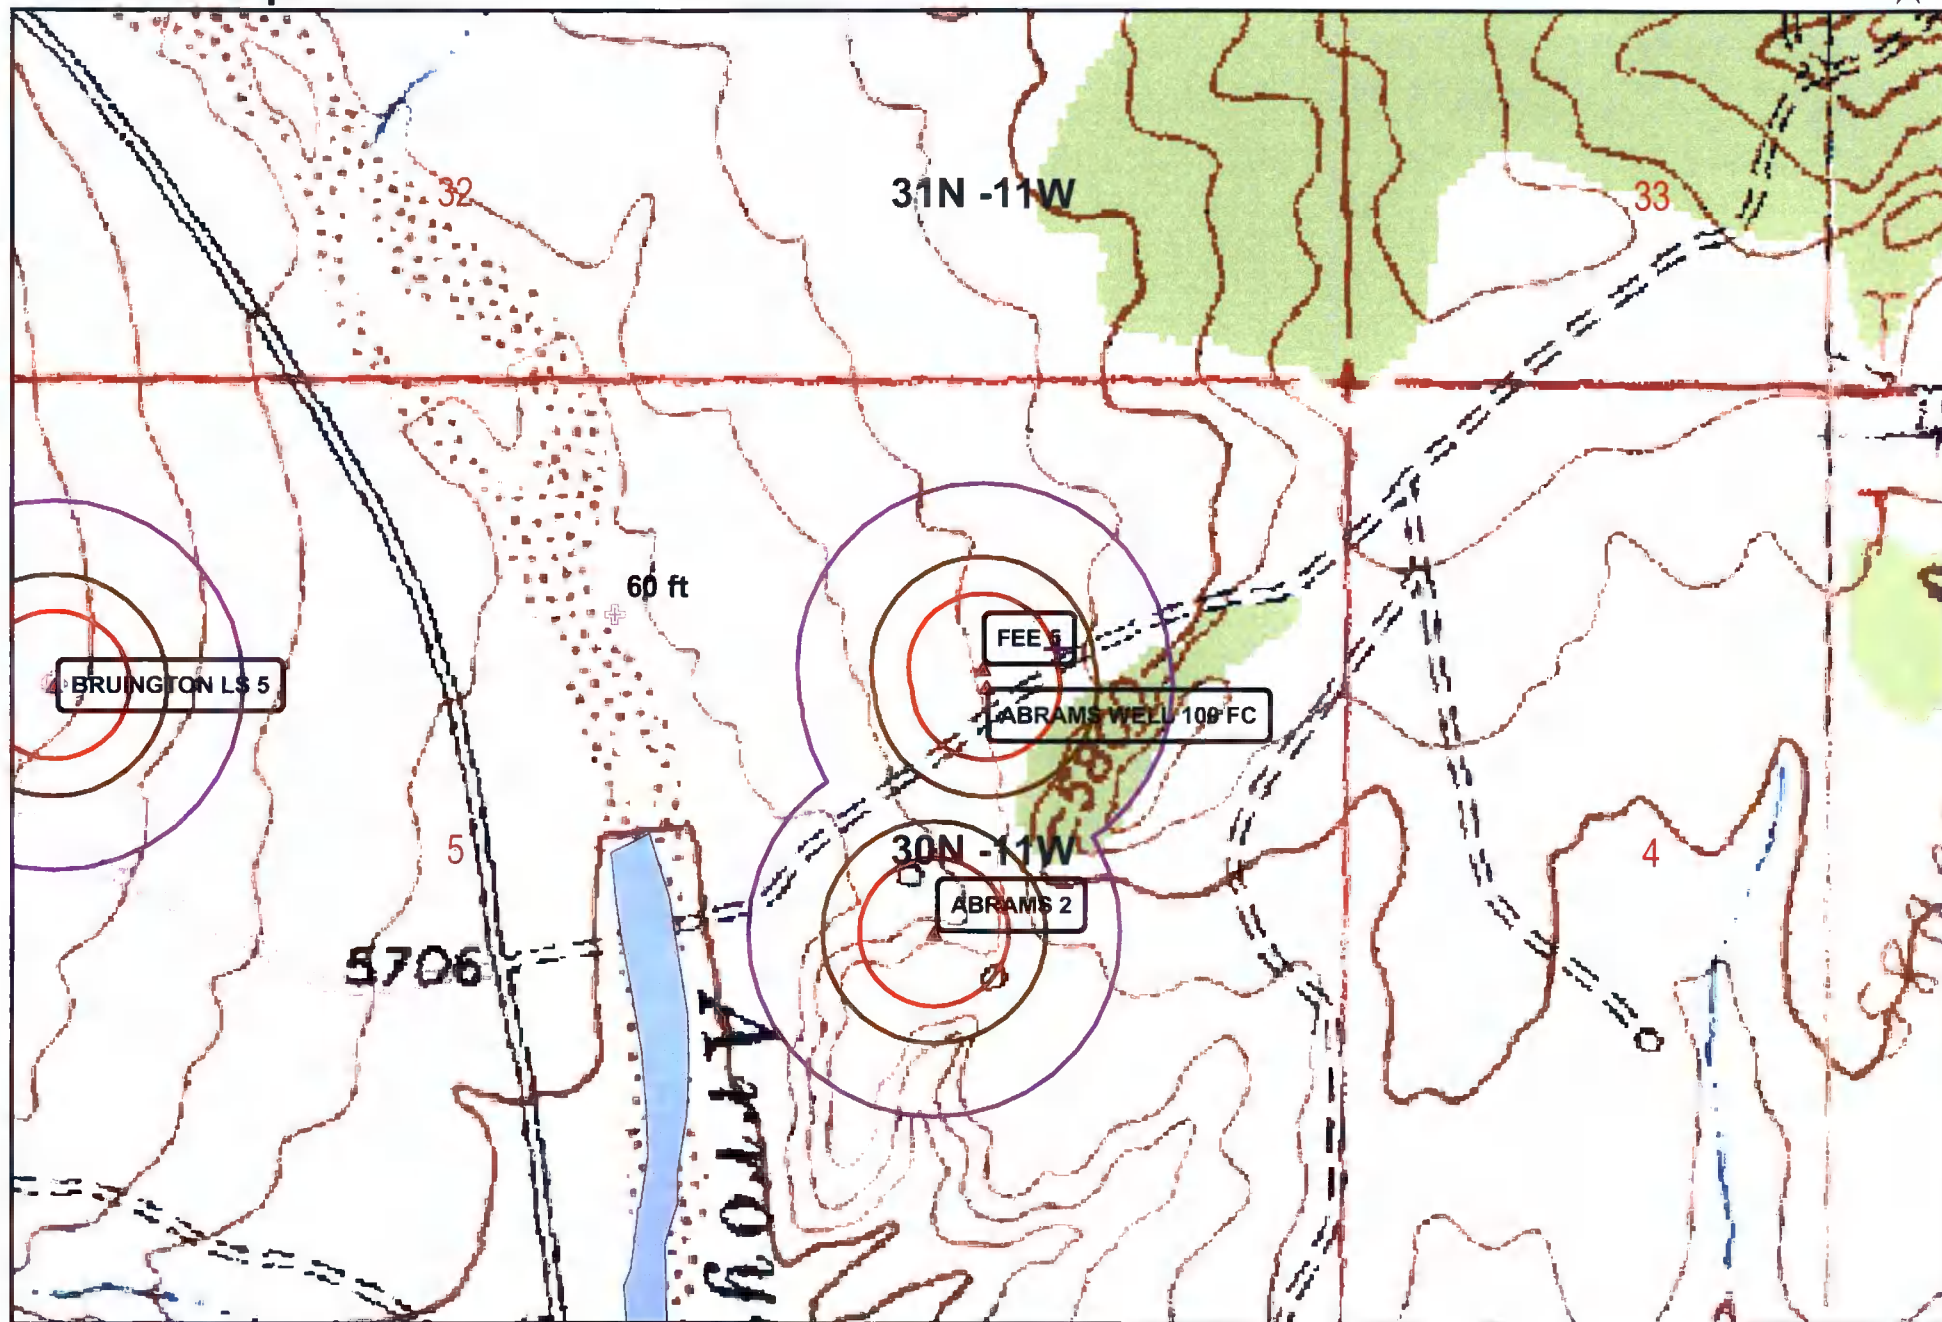 32
31N -11W
33
60 ft
FEE 5
BRUINGTON LS 5
ABRAMS WELL 109 FC
5
30N -11W
4
ABRAMS 2
5706
Arroyo